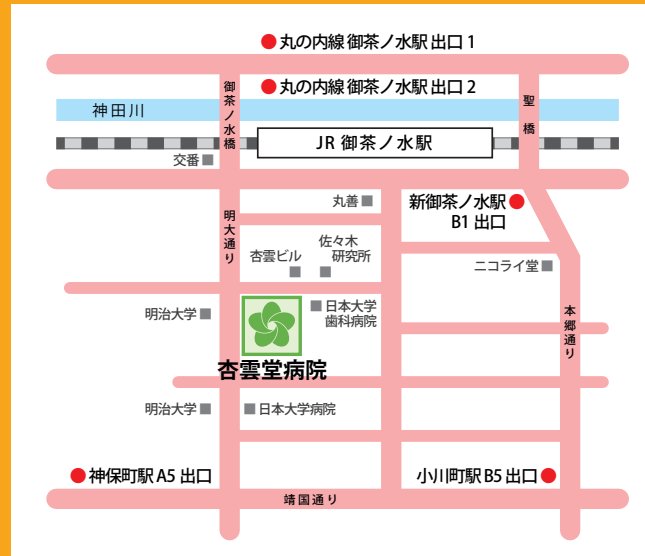 丸の内線 御茶ノ水駅 出口 1
丸の内線 御茶ノ水駅 出口 2
御茶ノ水橋
聖橋
神田川
JR 御茶ノ水駅
交番
丸善
新御茶ノ水駅
B1 出口
明大通り
佐々木
研究所
杏雲ビル
ニコライ堂
明治大学
日本大学
歯科病院
本郷通り
杏雲堂病院
明治大学
日本大学病院
神保町駅 A5 出口
小川町駅 B5 出口
靖国通り